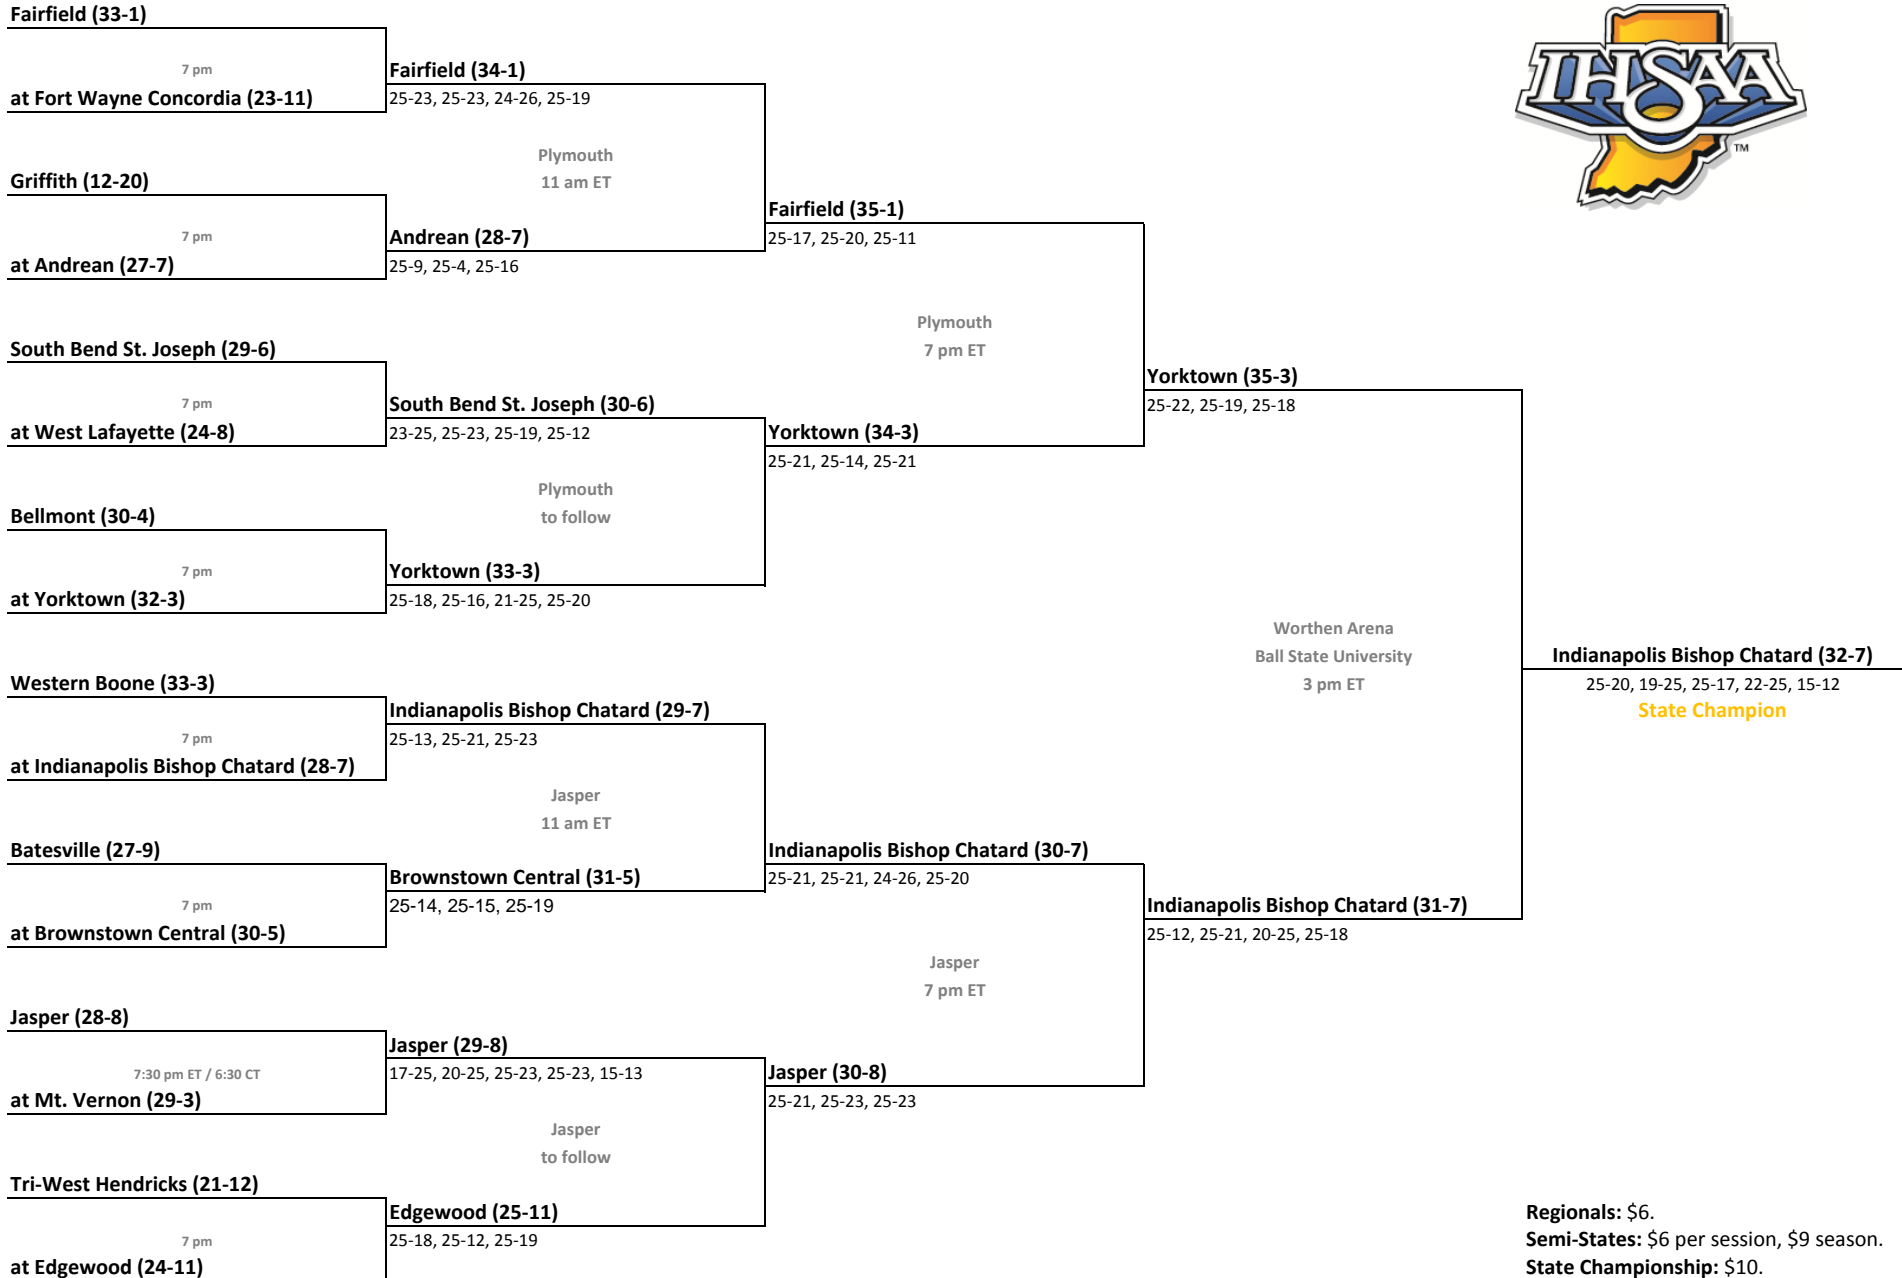 Fairfield (33-1)
7 pm
at Fort Wayne Concordia (23-11)
Griffith (12-20)
7 pm
at Andrean (27-7)
South Bend St. Joseph (29-6)
7 pm
at West Lafayette (24-8)
Bellmont (30-4)
7 pm
at Yorktown (32-3)
Western Boone (33-3)
7 pm
at Indianapolis Bishop Chatard (28-7)
Batesville (27-9)
7 pm
at Brownstown Central (30-5)
Jasper (28-8)
7:30 pm ET / 6:30 CT
at Mt. Vernon (29-3)
Tri-West Hendricks (21-12)
7 pm
at Edgewood (24-11)
Fairfield (34-1)
25-23, 25-23, 24-26, 25-19
Plymouth
11 am ET
Andrean (28-7)
25-9, 25-4, 25-16
South Bend St. Joseph (30-6)
23-25, 25-23, 25-19, 25-12
Plymouth
to follow
Yorktown (33-3)
25-18, 25-16, 21-25, 25-20
Indianapolis Bishop Chatard (29-7)
25-13, 25-21, 25-23
Jasper
11 am ET
Brownstown Central (31-5)
25-14, 25-15, 25-19
Jasper (29-8)
17-25, 20-25, 25-23, 25-23, 15-13
Jasper
to follow
Edgewood (25-11)
25-18, 25-12, 25-19
Fairfield (35-1)
25-17, 25-20, 25-11
Plymouth
7 pm ET
Yorktown (34-3)
25-21, 25-14, 25-21
Indianapolis Bishop Chatard (30-7)
25-21, 25-21, 24-26, 25-20
Jasper
7 pm ET
Jasper (30-8)
25-21, 25-23, 25-23
Yorktown (35-3)
25-22, 25-19, 25-18
Worthen Arena
Ball State University
3 pm ET
Indianapolis Bishop Chatard (31-7)
25-12, 25-21, 20-25, 25-18
IHSAA
TM
Indianapolis Bishop Chatard (32-7)
25-20, 19-25, 25-17, 22-25, 15-12
State Champion
Regionals: $6.
Semi-States: $6 per session, $9 season.
State Championship: $10.